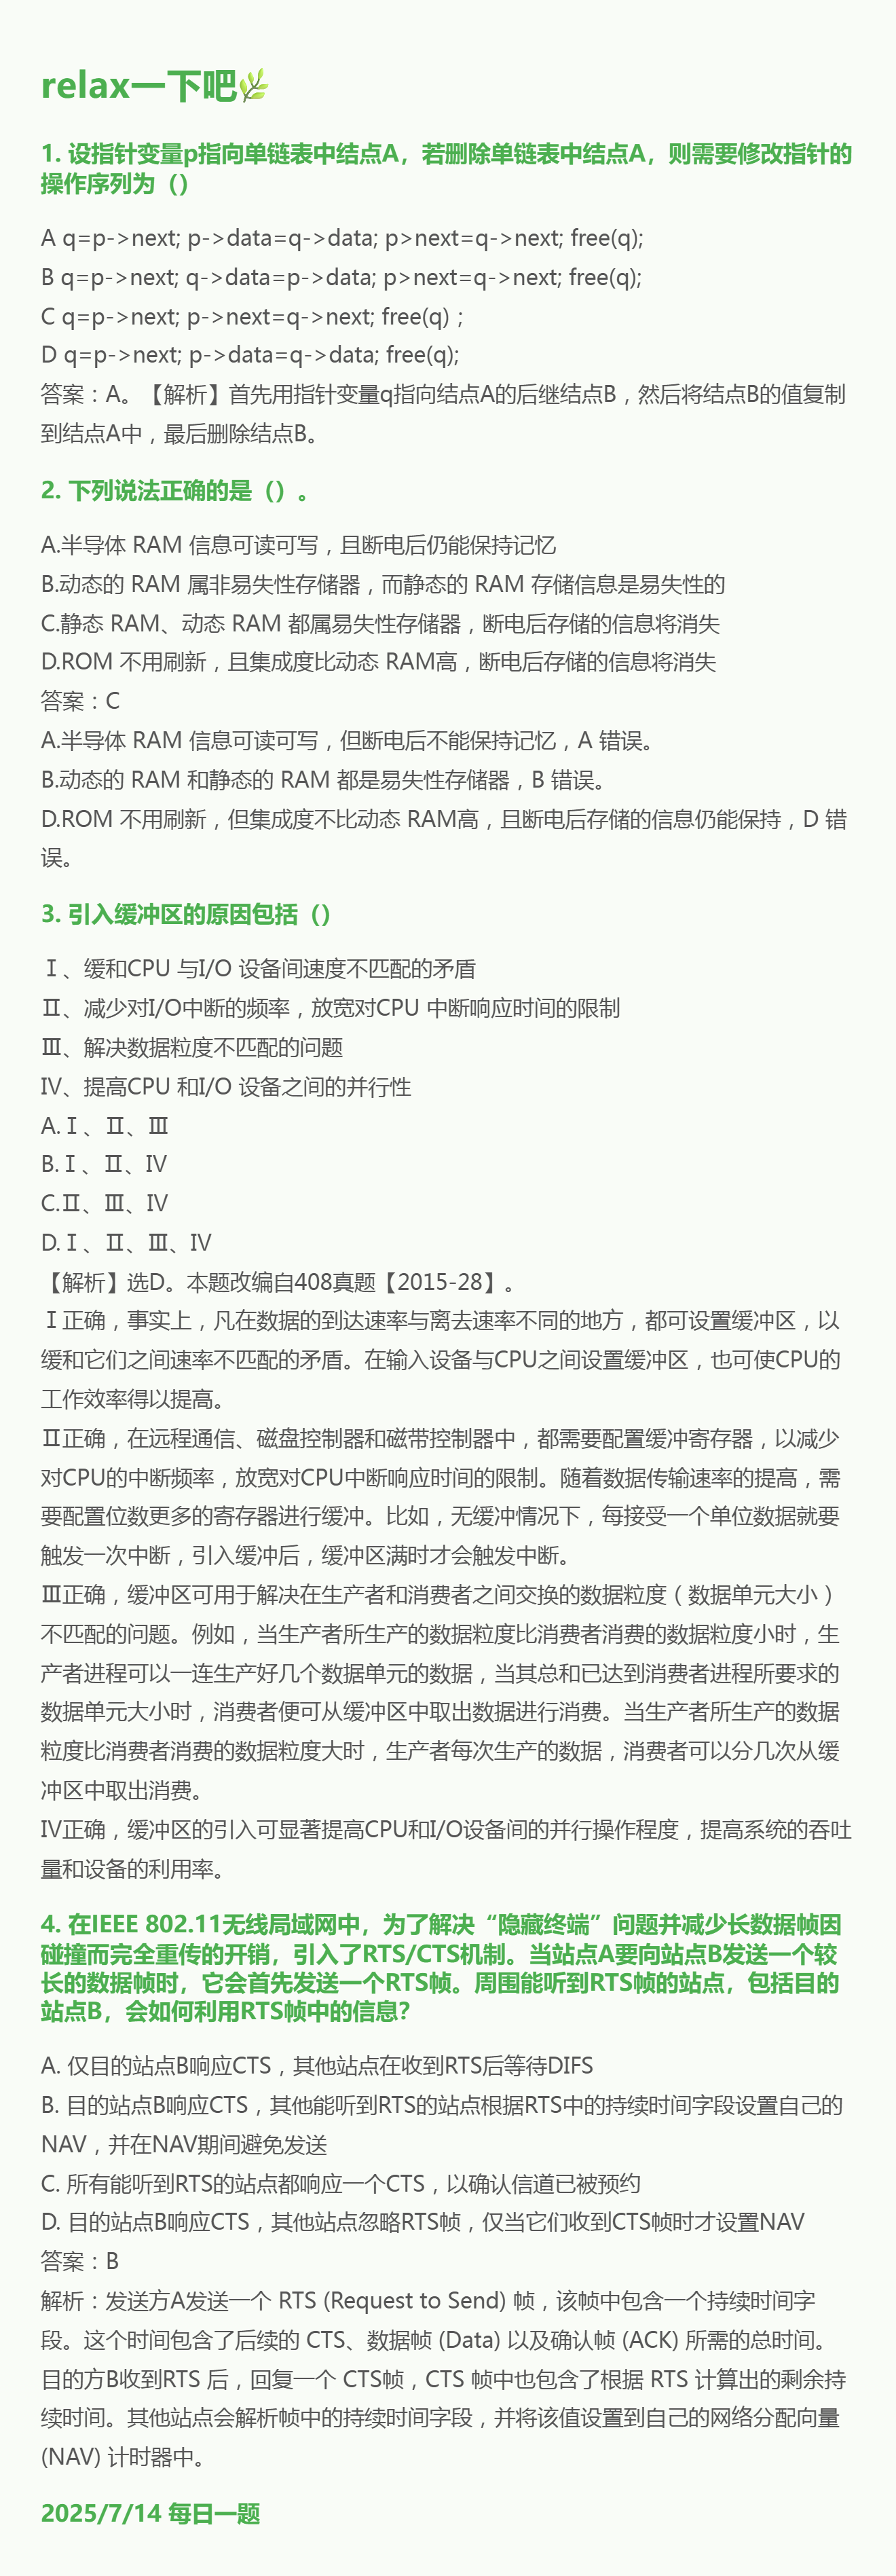 relax一下吧🌿
1. 设指针变量p指向单链表中结点A，若删除单链表中结点A，则需要修改指针的
操作序列为（）
A q=p->next; p->data=q->data; p>next=q->next; free(q);
B q=p->next; q->data=p->data; p>next=q->next; free(q);
C q=p->next; p->next=q->next; free(q)；
D q=p->next; p->data=q->data; free(q);
答案：A。【解析】首先用指针变量q指向结点A的后继结点B，然后将结点B的值复制
到结点A中，最后删除结点B。
2. 下列说法正确的是（）。
A.半导体 RAM 信息可读可写，且断电后仍能保持记忆
B.动态的 RAM 属非易失性存储器，而静态的 RAM 存储信息是易失性的
C.静态 RAM、动态 RAM 都属易失性存储器，断电后存储的信息将消失
D.ROM 不用刷新，且集成度比动态 RAM高，断电后存储的信息将消失
答案：C
A.半导体 RAM 信息可读可写，但断电后不能保持记忆，A 错误。
B.动态的 RAM 和静态的 RAM 都是易失性存储器，B 错误。
D.ROM 不用刷新，但集成度不比动态 RAM高，且断电后存储的信息仍能保持，D 错
误。
3. 引入缓冲区的原因包括（）
Ⅰ、缓和CPU 与I/O 设备间速度不匹配的矛盾
Ⅱ、减少对I/O中断的频率，放宽对CPU 中断响应时间的限制
Ⅲ、解决数据粒度不匹配的问题
IV、提高CPU 和I/O 设备之间的并行性
A.Ⅰ、Ⅱ、Ⅲ
B.Ⅰ、Ⅱ、IV
C.Ⅱ、Ⅲ、IV
D.Ⅰ、Ⅱ、Ⅲ、IV
【解析】选D。本题改编自408真题【2015-28】。
Ⅰ正确，事实上，凡在数据的到达速率与离去速率不同的地方，都可设置缓冲区，以
缓和它们之间速率不匹配的矛盾。在输入设备与CPU之间设置缓冲区，也可使CPU的
工作效率得以提高。
Ⅱ正确，在远程通信、磁盘控制器和磁带控制器中，都需要配置缓冲寄存器，以减少
对CPU的中断频率，放宽对CPU中断响应时间的限制。随着数据传输速率的提高，需
要配置位数更多的寄存器进行缓冲。比如，无缓冲情况下，每接受一个单位数据就要
触发一次中断，引入缓冲后，缓冲区满时才会触发中断。
Ⅲ正确，缓冲区可用于解决在生产者和消费者之间交换的数据粒度（数据单元大小）
不匹配的问题。例如，当生产者所生产的数据粒度比消费者消费的数据粒度小时，生
产者进程可以一连生产好几个数据单元的数据，当其总和已达到消费者进程所要求的
数据单元大小时，消费者便可从缓冲区中取出数据进行消费。当生产者所生产的数据
粒度比消费者消费的数据粒度大时，生产者每次生产的数据，消费者可以分几次从缓
冲区中取出消费。
IV正确，缓冲区的引入可显著提高CPU和I/O设备间的并行操作程度，提高系统的吞吐
量和设备的利用率。
4. 在IEEE 802.11无线局域网中，为了解决“隐藏终端”问题并减少长数据帧因
碰撞而完全重传的开销，引入了RTS/CTS机制。当站点A要向站点B发送一个较
长的数据帧时，它会首先发送一个RTS帧。周围能听到RTS帧的站点，包括目的
站点B，会如何利用RTS帧中的信息？
A. 仅目的站点B响应CTS，其他站点在收到RTS后等待DIFS
B. 目的站点B响应CTS，其他能听到RTS的站点根据RTS中的持续时间字段设置自己的
NAV，并在NAV期间避免发送
C. 所有能听到RTS的站点都响应一个CTS，以确认信道已被预约
D. 目的站点B响应CTS，其他站点忽略RTS帧，仅当它们收到CTS帧时才设置NAV
答案：B
解析：发送方A发送一个 RTS (Request to Send) 帧，该帧中包含一个持续时间字
段。这个时间包含了后续的 CTS、数据帧 (Data) 以及确认帧 (ACK) 所需的总时间。
目的方B收到RTS 后，回复一个 CTS帧，CTS 帧中也包含了根据 RTS 计算出的剩余持
续时间。其他站点会解析帧中的持续时间字段，并将该值设置到自己的网络分配向量
(NAV) 计时器中。
2025/7/14 每日一题